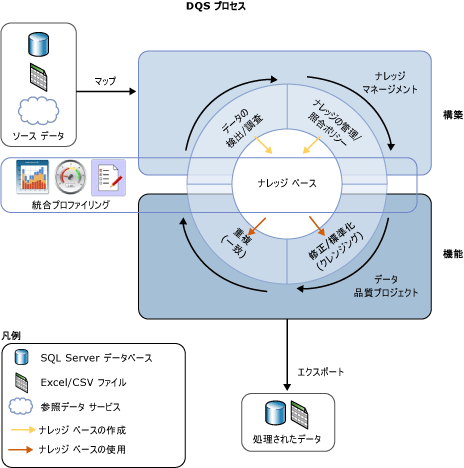 DQS プロセス
ソース データ
マップ
ナレッジ
マネージメント
構築
データの
検出/調査
ナレッジの管理/
照合ポリシー
ナレッジ ベース
統合プロファイリング
重複
(一致)
修正/標準化
(クレンジング)
機能
データ
品質プロジェクト
エクスポート
処理されたデータ
凡例
SQL Server データベース
Excel/CSV ファイル
参照データ サービス
ナレッジ ベースの作成
ナレッジ ベースの使用